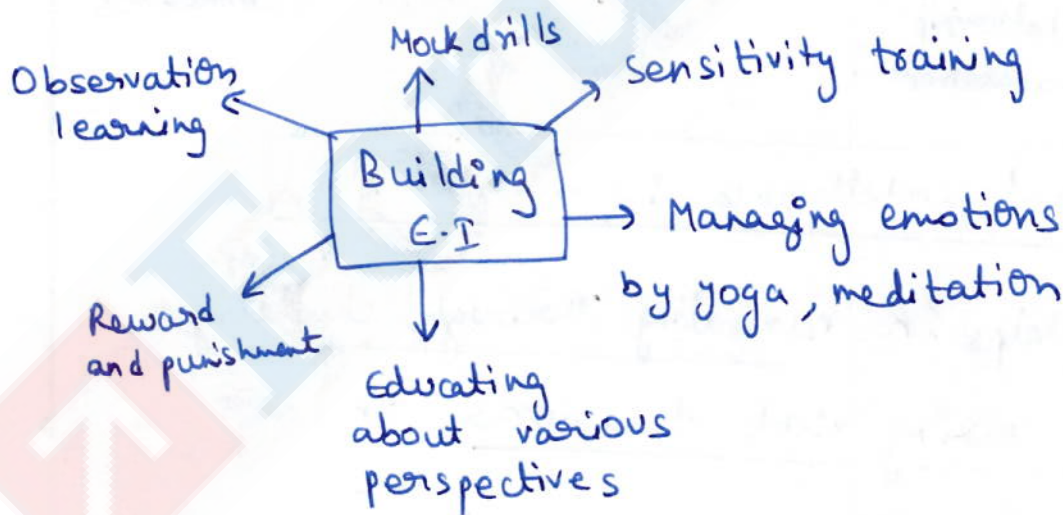 Mock drills
Observation
learning
sensitivity training
Building
E.I
Managing emotions
by yoga, meditation
Reward
and punishment
Educating
about various
perspectives